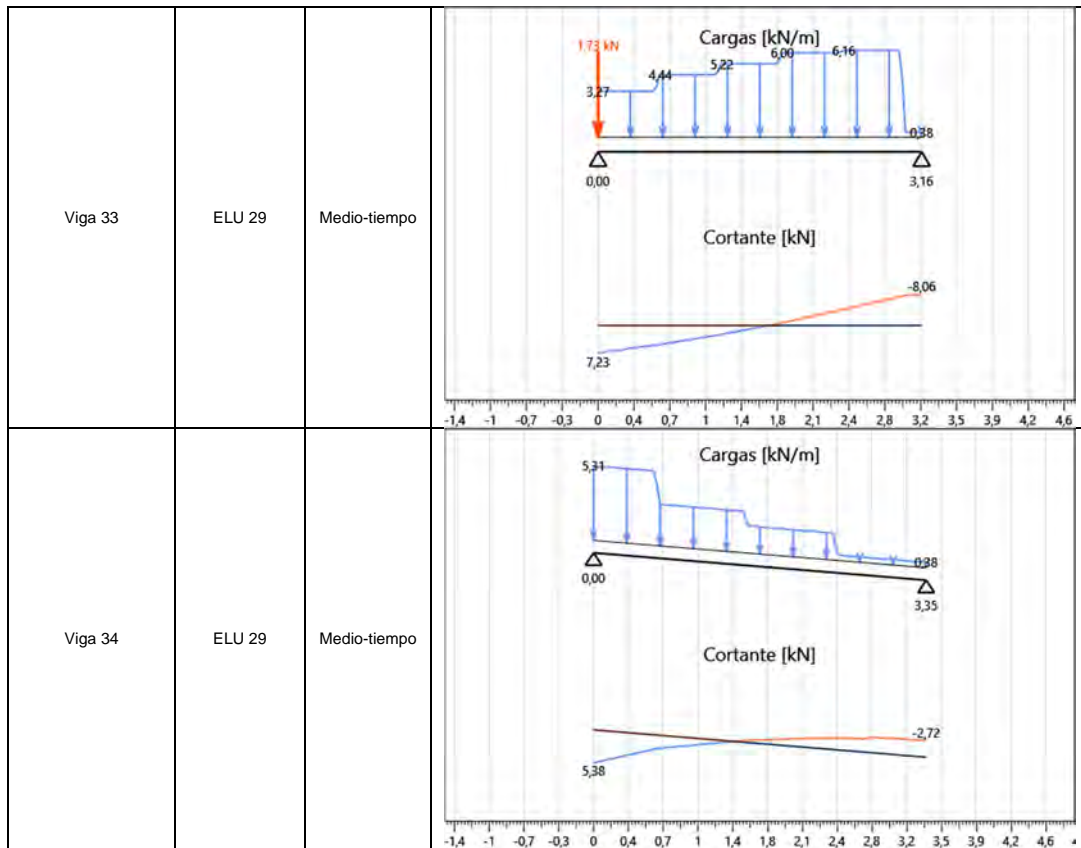 Cargas [kN/m]
1.73 kN
3,27
4,44
5,22
6,00
6,16
0,38
0,00
3,16
Viga 33
ELU 29
Medio-tiempo
Cortante [kN]
-8,06
7,23
-1,4 -1 -0,7 -0,3 0 0,4 0,7 1,1 1,4 1,8 2,1 2,4 2,8 3,2 3,5 3,9 4,2 4,6
Cargas [kN/m]
5,31
0,38
0,00
3,35
Viga 34
ELU 29
Medio-tiempo
Cortante [kN]
-2,72
5,38
-1,4 -1 -0,7 -0,3 0 0,4 0,7 1 1,4 1,8 2,1 2,4 2,8 3,2 3,5 3,9 4,2 4,6